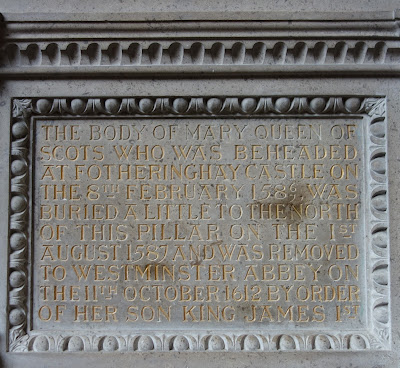 THE BODY OF MARY QUEEN OF
SCOTS WHO WAS BEHEADED
AT FOTHERINGHAY CASTLE ON
THE 8TH FEBRUARY 1586/7 WAS
BURIED A LITTLE TO THE NORTH
OF THIS PILLAR ON THE 1ST
AUGUST 1587 AND WAS REMOVED
TO WESTMINSTER ABBEY ON
THE 11TH OCTOBER 1612 BY ORDER
OF HER SON KING JAMES 1ST